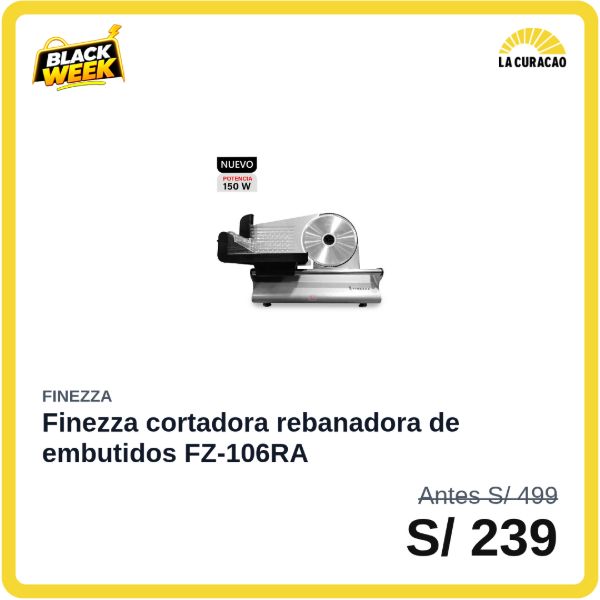 BLACK
WEEK
LA CURACAO
NUEVO
POTENCIA
150 W
FINEZZA
Finezza cortadora rebanadora de
embutidos FZ-106RA
Antes S/ 499
S/ 239